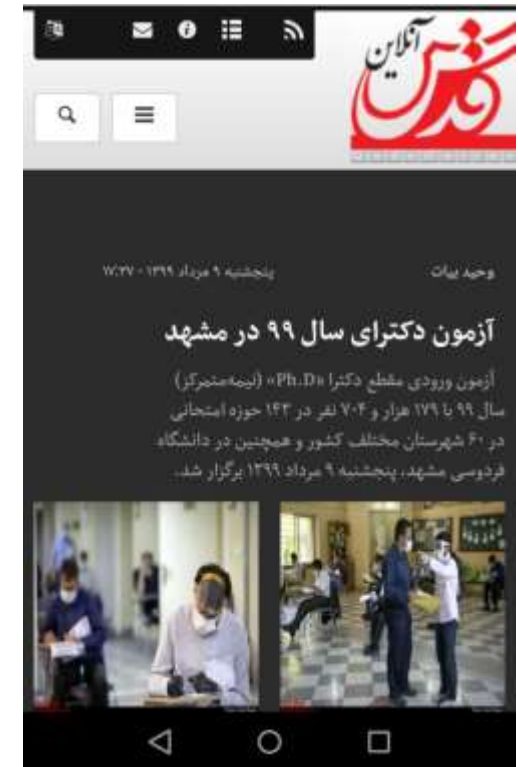 قدس آنلاین
وحید بیات
پنجشنبه ۹ مرداد ۱۳۹۹ - ۱۷:۳۷
آزمون دکترای سال ۹۹ در مشهد
آزمون ورودی مقطع دکترا «Ph.D» (نیمه‌متمرکز)
سال ۹۹ با ۱۷۹ هزار و ۷۰۴ نفر در ۱۴۳ حوزه امتحانی
در ۶۰ شهرستان مختلف کشور و همچنین در دانشگاه
فردوسی مشهد، پنجشنبه ۹ مرداد ۱۳۹۹ برگزار شد.